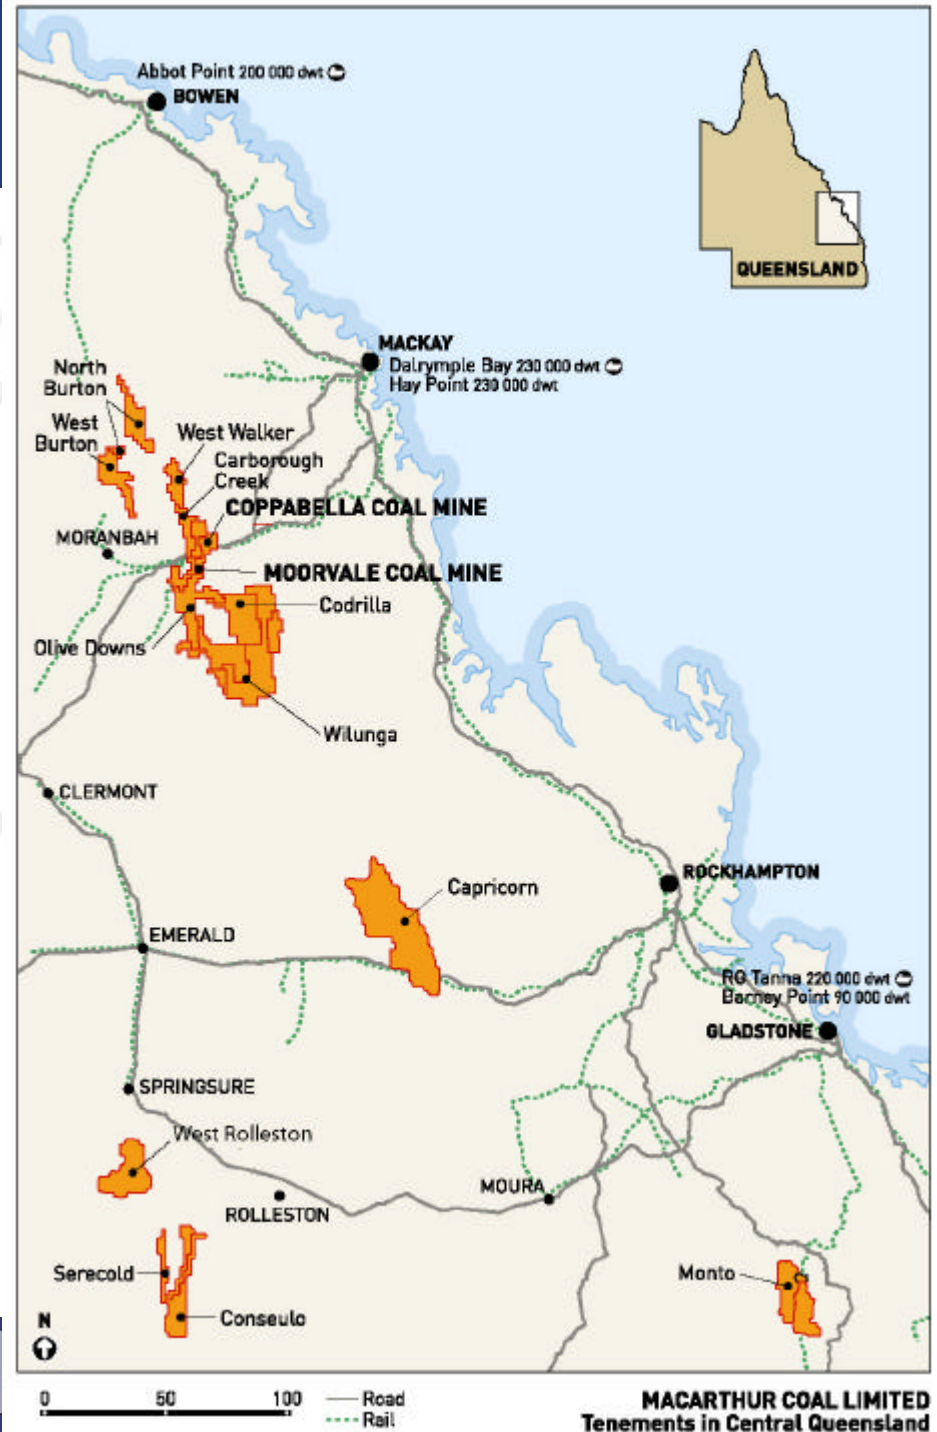 Abbot Point 200 000 dwt
BOWEN
QUEENSLAND
MACKAY
Dalrymple Bay 230 000 dwt
Hay Point 230 000 dwt
North
Burton
West
Burton
West Walker
Carborough
Creek
COPPABELLA COAL MINE
MORANBAH
MOORVALE COAL MINE
Codrilla
Olive Downs
Wilunga
CLERMONT
ROCKHAMPTON
Capricorn
EMERALD
RG Tanna 220 000 dwt
Barney Point 90 000 dwt
GLADSTONE
SPRINGSURE
West Rolleston
MOURA
ROLLESTON
Serecold
Monto
Conseulo
N
0 50 100
Road
Rail
MACARTHUR COAL LIMITED
Tenements in Central Queensland